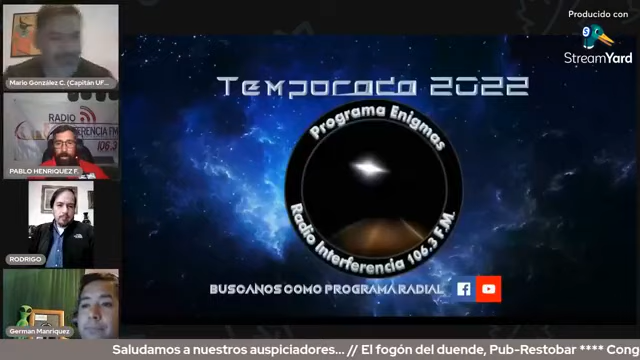 Producido con
StreamYard
Mario González C. (Capitán UF...
RADIO
INTERFERENCIA FM
106.3
PABLO HENRIQUEZ F.
RODRIGO
German Manriquez
Temporada 2022
Programa Enigmas
Radio Interferencia 106.3 F.M.
BUSCANOS COMO PROGRAMA RADIAL
Saludamos a nuestros auspiciadores... // El fogón del duende, Pub-Restobar **** Cong